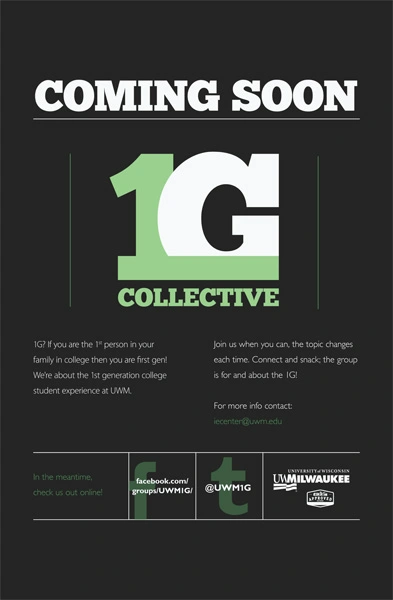 COMING SOON
1G
COLLECTIVE
1G? If you are the 1st person in your
family in college then you are first gen!
We're about the 1st generation college
student experience at UWM.
Join us when you can, the topic changes
each time. Connect and snack; the group
is for and about the 1G!
For more info contact:
iecenter@uwm.edu
In the meantime,
check us out online!
f
facebook.com/
groups/UWM1G/
t
@UWM1G
UNIVERSITY of WISCONSIN
UWMILWAUKEE
APPROVED